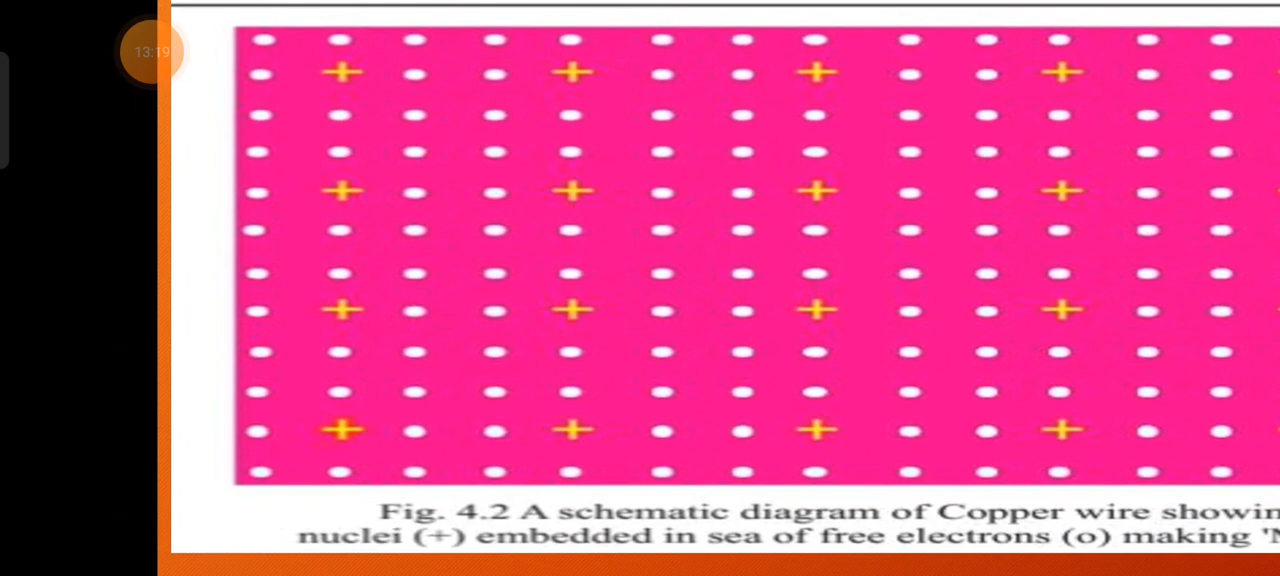 13:19
Fig. 4.2 A schematic diagram of Copper wire showin
nuclei (+) embedded in sea of free electrons (o) making